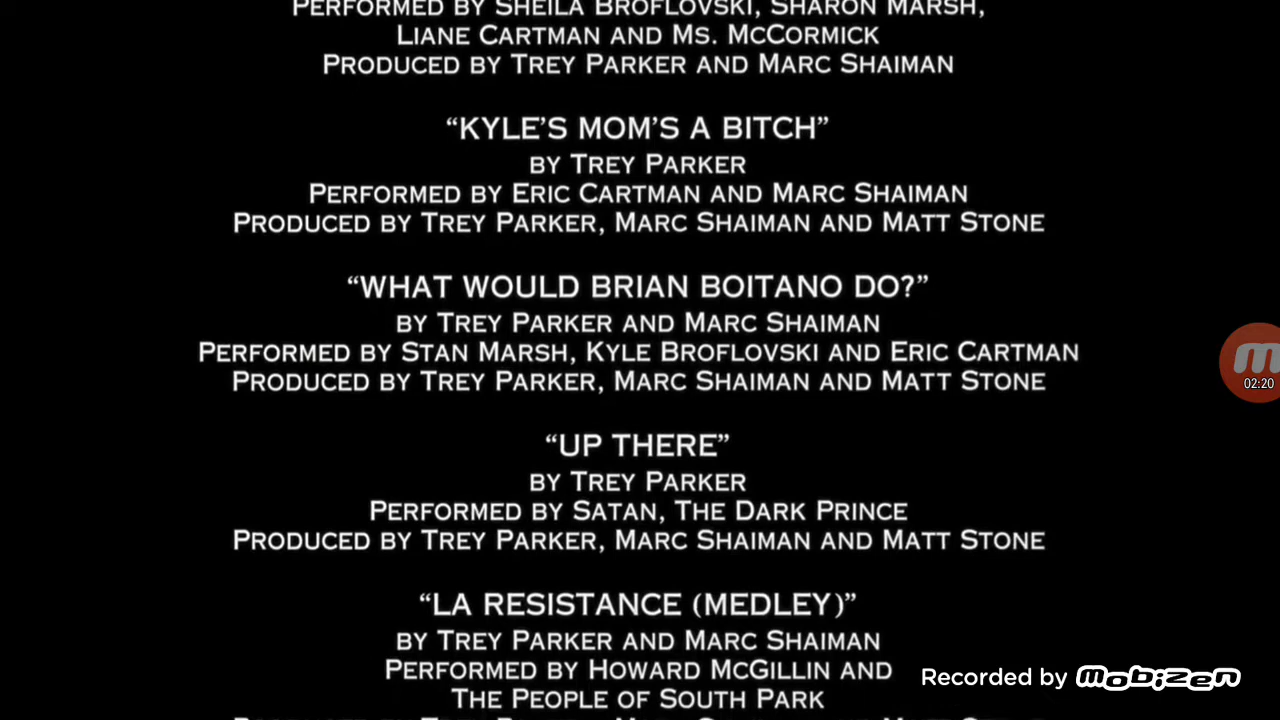 PERFORMED BY SHEILA BROFLOVSKI, SHARON MARSH,
LIANE CARTMAN AND MS. MCCORMICK
PRODUCED BY TREY PARKER AND MARC SHAIMAN
“KYLE’S MOM’S A BITCH”
BY TREY PARKER
PERFORMED BY ERIC CARTMAN AND MARC SHAIMAN
PRODUCED BY TREY PARKER, MARC SHAIMAN AND MATT STONE
“WHAT WOULD BRIAN BOITANO DO?”
BY TREY PARKER AND MARC SHAIMAN
PERFORMED BY STAN MARSH, KYLE BROFLOVSKI AND ERIC CARTMAN
PRODUCED BY TREY PARKER, MARC SHAIMAN AND MATT STONE
“UP THERE”
BY TREY PARKER
PERFORMED BY SATAN, THE DARK PRINCE
PRODUCED BY TREY PARKER, MARC SHAIMAN AND MATT STONE
“LA RESISTANCE (MEDLEY)”
BY TREY PARKER AND MARC SHAIMAN
PERFORMED BY HOWARD MCGILLIN AND
THE PEOPLE OF SOUTH PARK
02:20
Recorded by mobizen